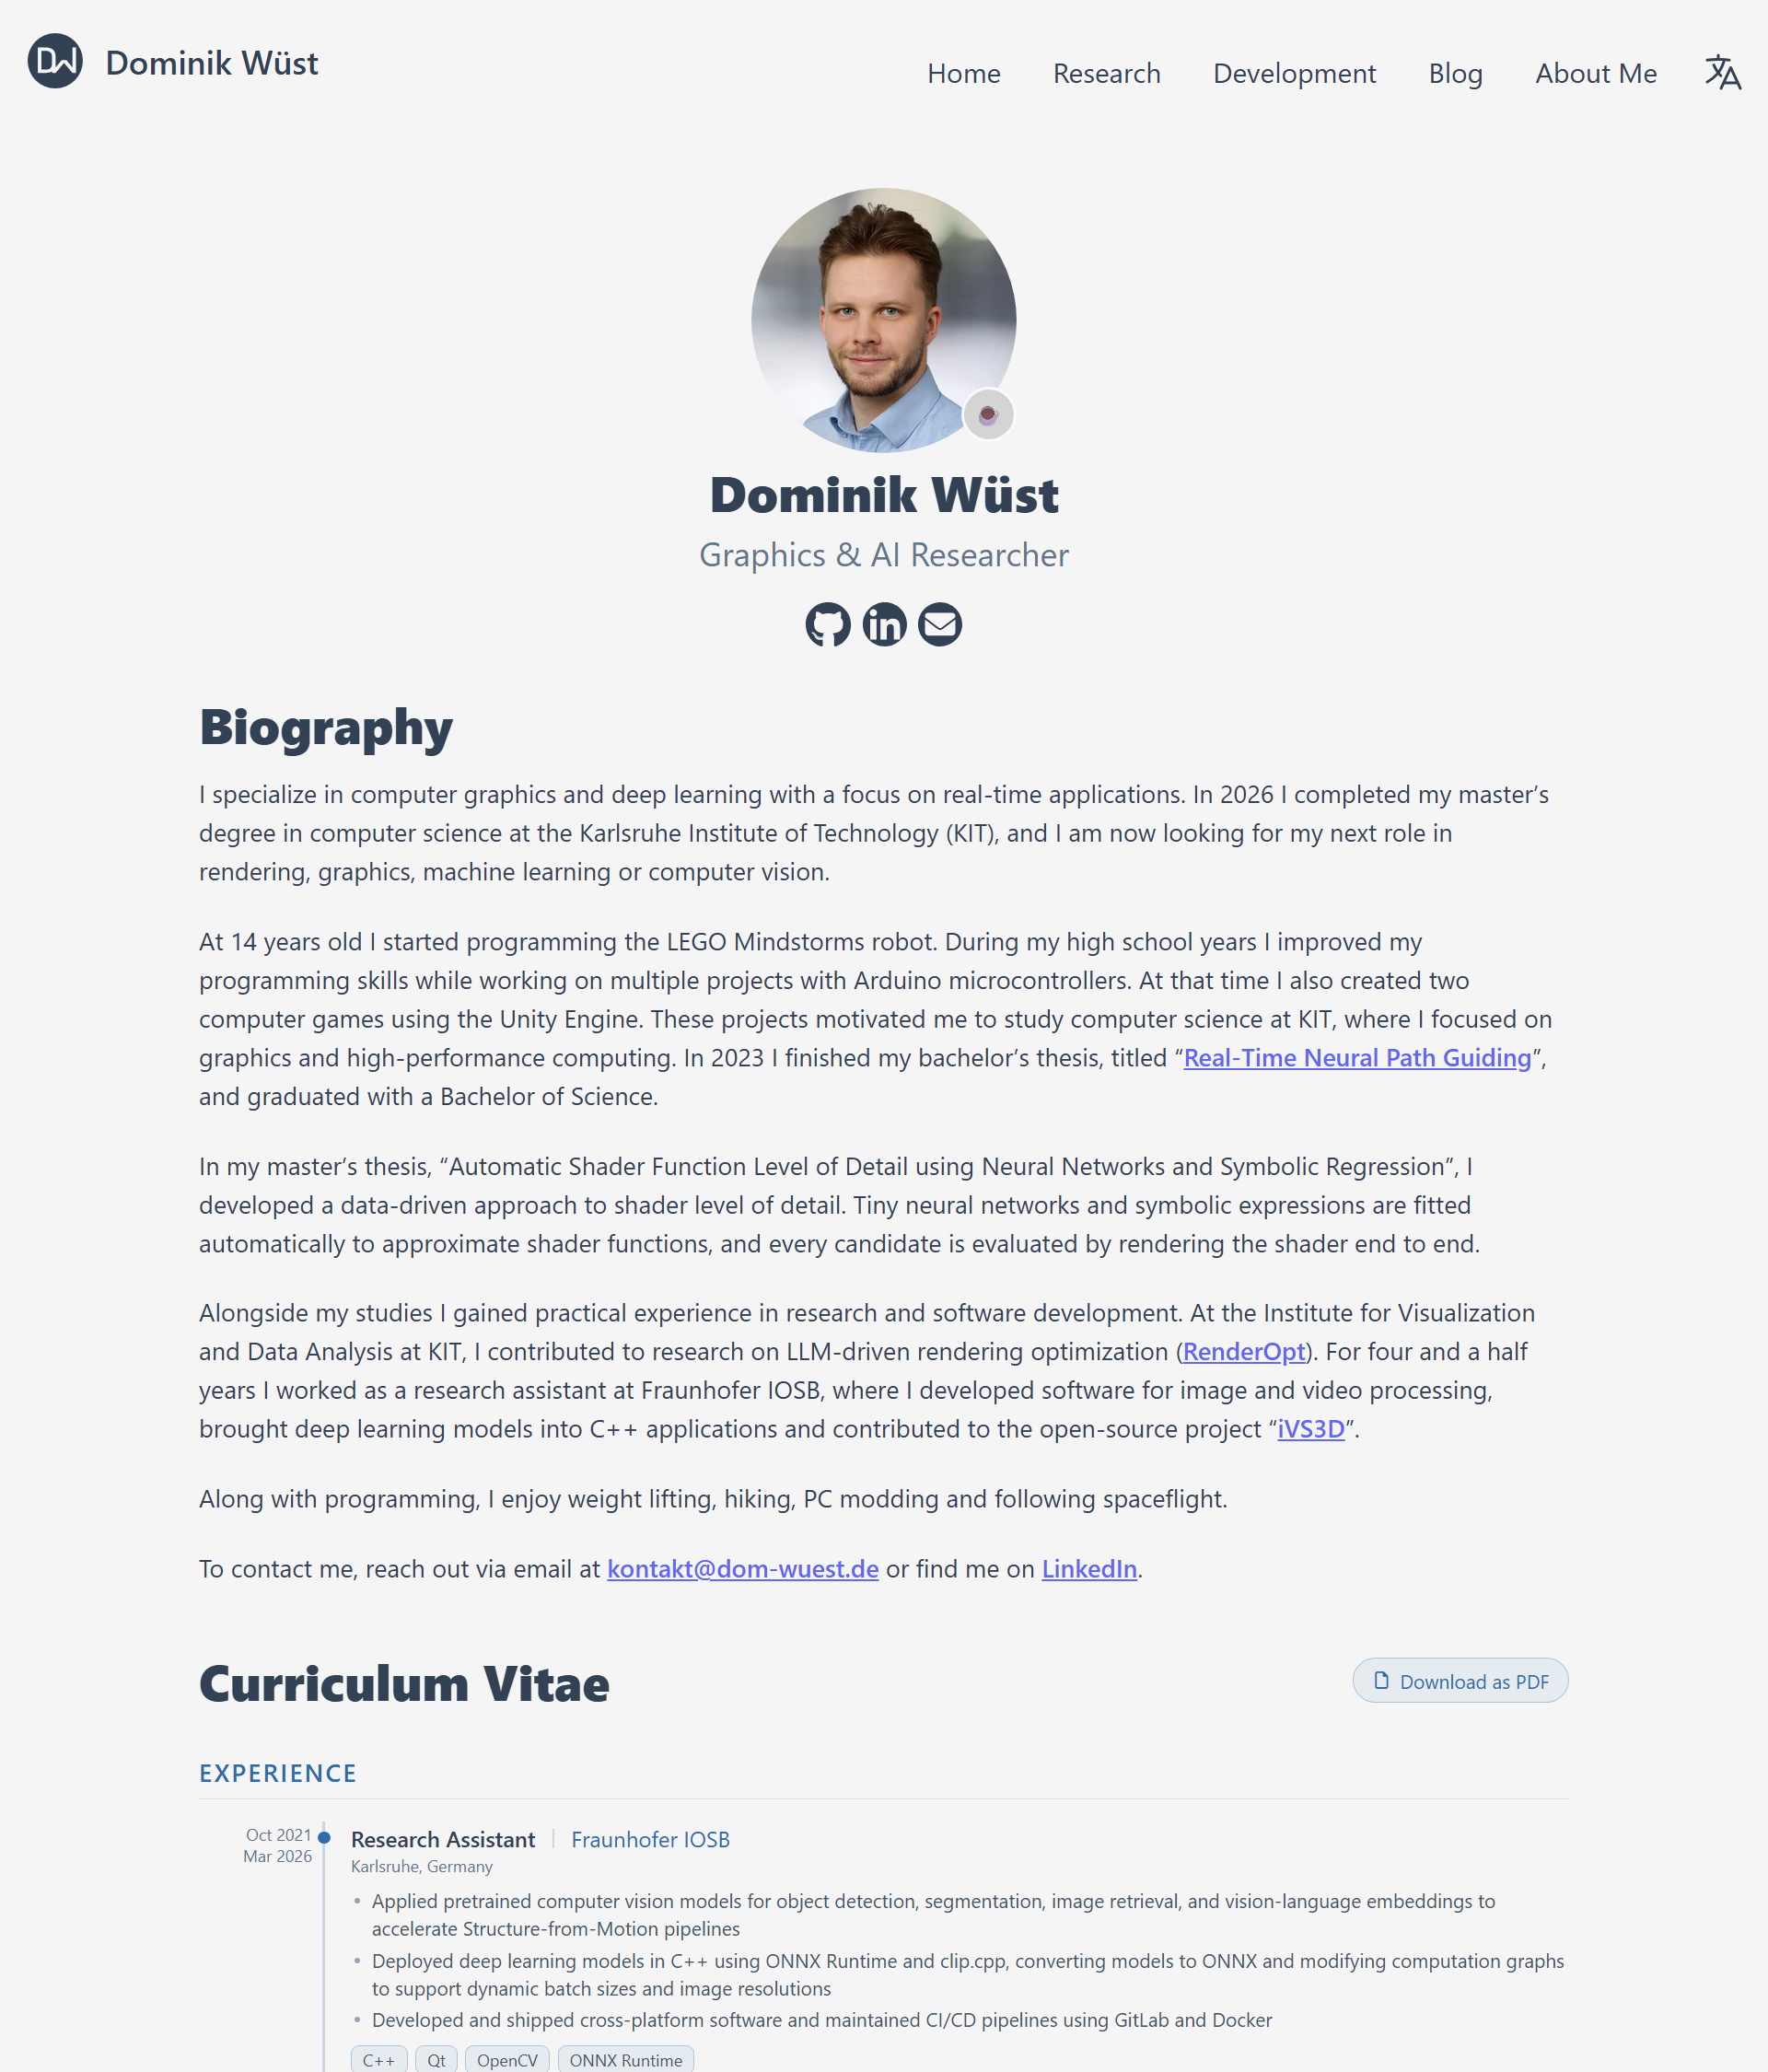 DW Dominik Wüst
Home Research Development Blog About Me
Dominik Wüst
Graphics & AI Researcher
Biography
I specialize in computer graphics and deep learning with a focus on real-time applications. In 2026 I completed my master’s
degree in computer science at the Karlsruhe Institute of Technology (KIT), and I am now looking for my next role in
rendering, graphics, machine learning or computer vision.
At 14 years old I started programming the LEGO Mindstorms robot. During my high school years I improved my
programming skills while working on multiple projects with Arduino microcontrollers. At that time I also created two
computer games using the Unity Engine. These projects motivated me to study computer science at KIT, where I focused on
graphics and high-performance computing. In 2023 I finished my bachelor’s thesis, titled “Real-Time Neural Path Guiding”,
and graduated with a Bachelor of Science.
In my master’s thesis, “Automatic Shader Function Level of Detail using Neural Networks and Symbolic Regression”, I
developed a data-driven approach to shader level of detail. Tiny neural networks and symbolic expressions are fitted
automatically to approximate shader functions, and every candidate is evaluated by rendering the shader end to end.
Alongside my studies I gained practical experience in research and software development. At the Institute for Visualization
and Data Analysis at KIT, I contributed to research on LLM-driven rendering optimization (RenderOpt). For four and a half
years I worked as a research assistant at Fraunhofer IOSB, where I developed software for image and video processing,
brought deep learning models into C++ applications and contributed to the open-source project “iVS3D”.
Along with programming, I enjoy weight lifting, hiking, PC modding and following spaceflight.
To contact me, reach out via email at kontakt@dom-wuest.de or find me on LinkedIn.
Curriculum Vitae
Download as PDF
EXPERIENCE
Oct 2021
Mar 2026
Research Assistant | Fraunhofer IOSB
Karlsruhe, Germany
• Applied pretrained computer vision models for object detection, segmentation, image retrieval, and vision-language embeddings to
accelerate Structure-from-Motion pipelines
• Deployed deep learning models in C++ using ONNX Runtime and clip.cpp, converting models to ONNX and modifying computation graphs
to support dynamic batch sizes and image resolutions
• Developed and shipped cross-platform software and maintained CI/CD pipelines using GitLab and Docker
C++ Qt OpenCV ONNX Runtime